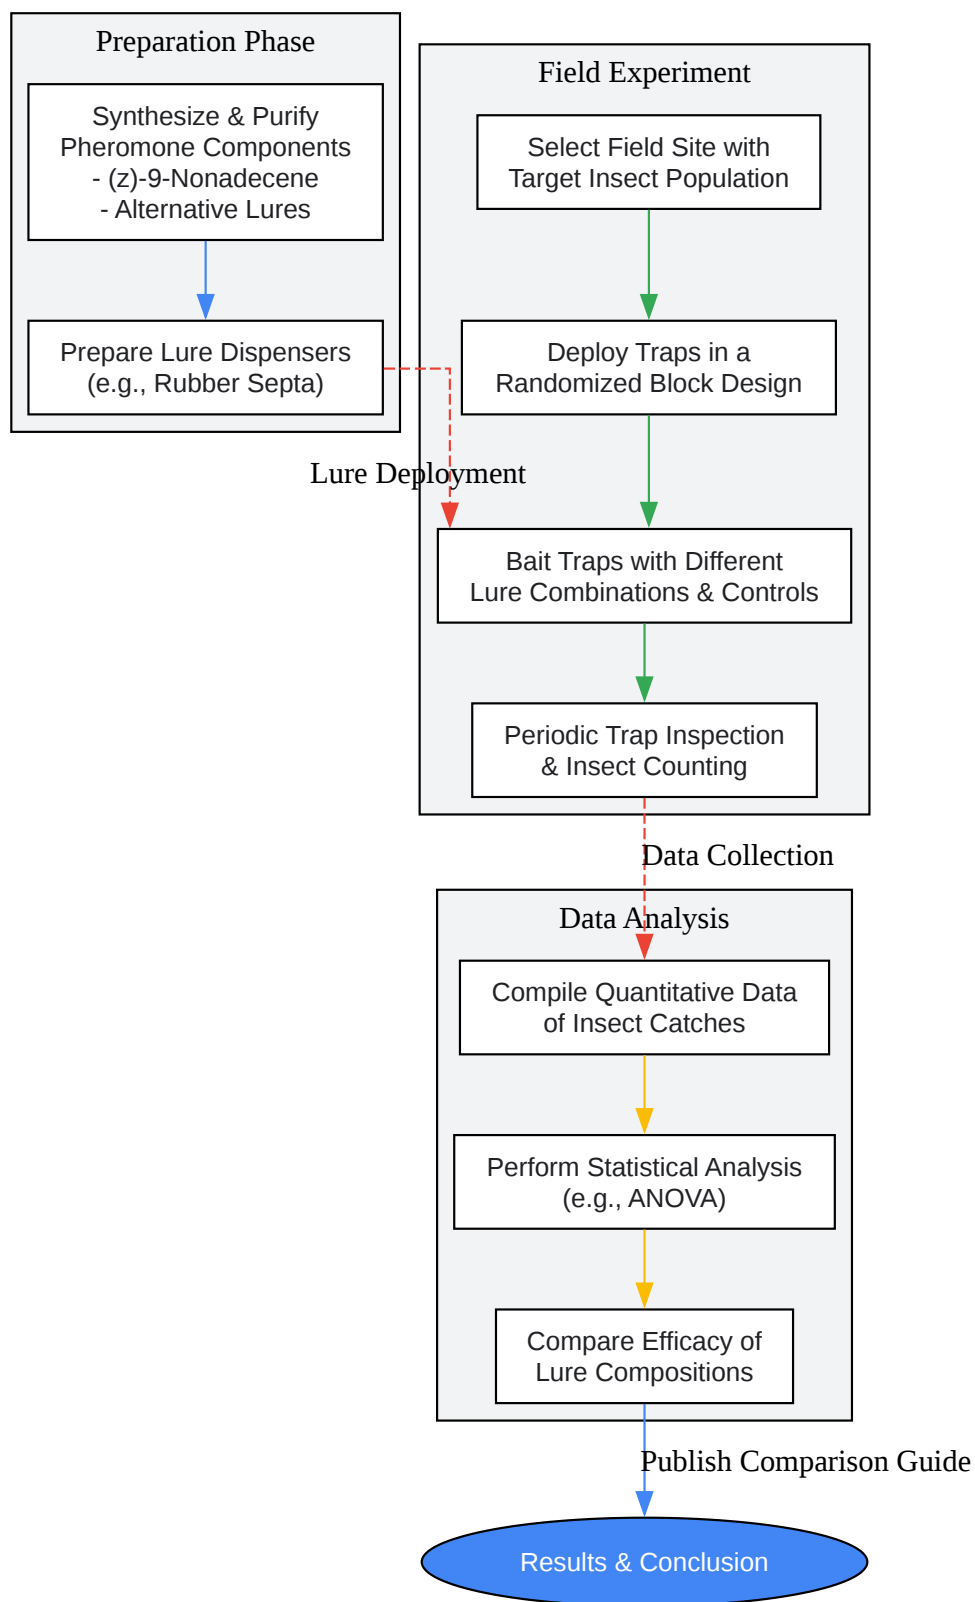 Preparation Phase
Synthesize & Purify
Pheromone Components
- (z)-9-Nonadecene
- Alternative Lures
Prepare Lure Dispensers
(e.g., Rubber Septa)
Lure Deployment
Field Experiment
Select Field Site with
Target Insect Population
Deploy Traps in a
Randomized Block Design
Bait Traps with Different
Lure Combinations & Controls
Periodic Trap Inspection
& Insect Counting
Data Collection
Data Analysis
Compile Quantitative Data
of Insect Catches
Perform Statistical Analysis
(e.g., ANOVA)
Compare Efficacy of
Lure Compositions
Publish Comparison Guide
Results & Conclusion